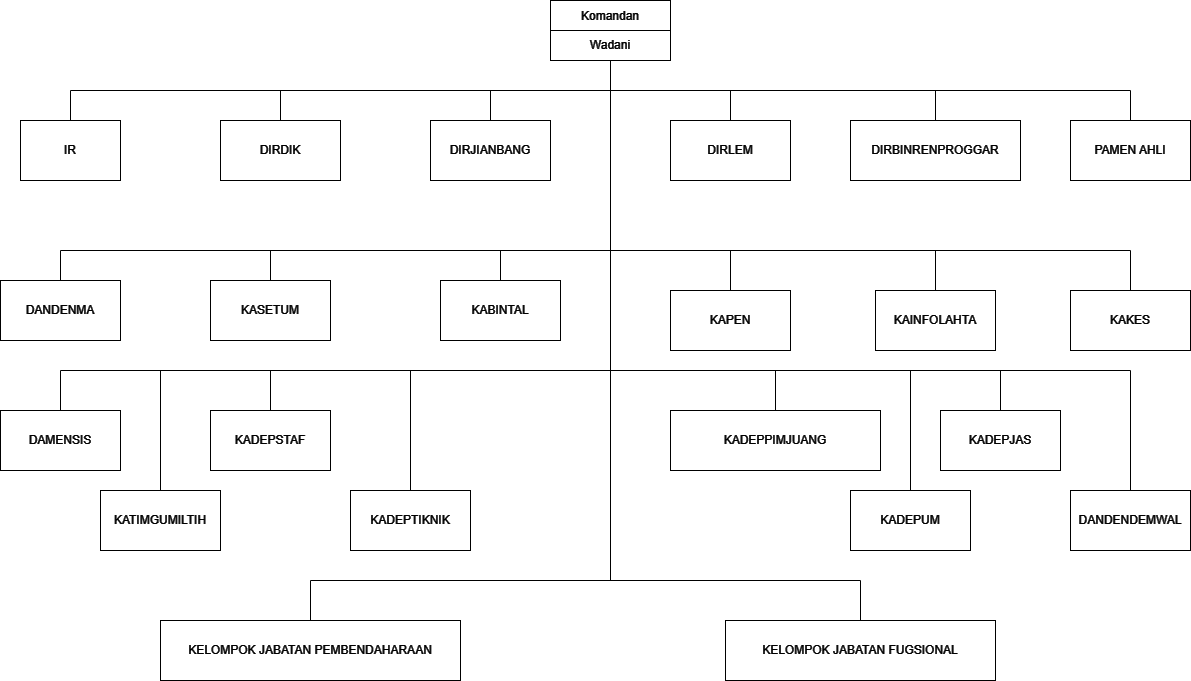 Komandan
Wadani
IR
DIRDIK
DIRJIANBANG
DIRLEM
DIRBINRENPROGGAR
PAMEN AHLI
DANDENMA
KASETUM
KABINTAL
KAPEN
KAINFOLAHTA
KAKES
DAMENSIS
KADEPSTAF
KADEPPIMJUANG
KADEPJAS
KATIMGUMILTIH
KADEPTIKNIK
KADEPUM
DANDENDEMWAL
KELOMPOK JABATAN PEMBENDAHARAAN
KELOMPOK JABATAN FUGSIONAL